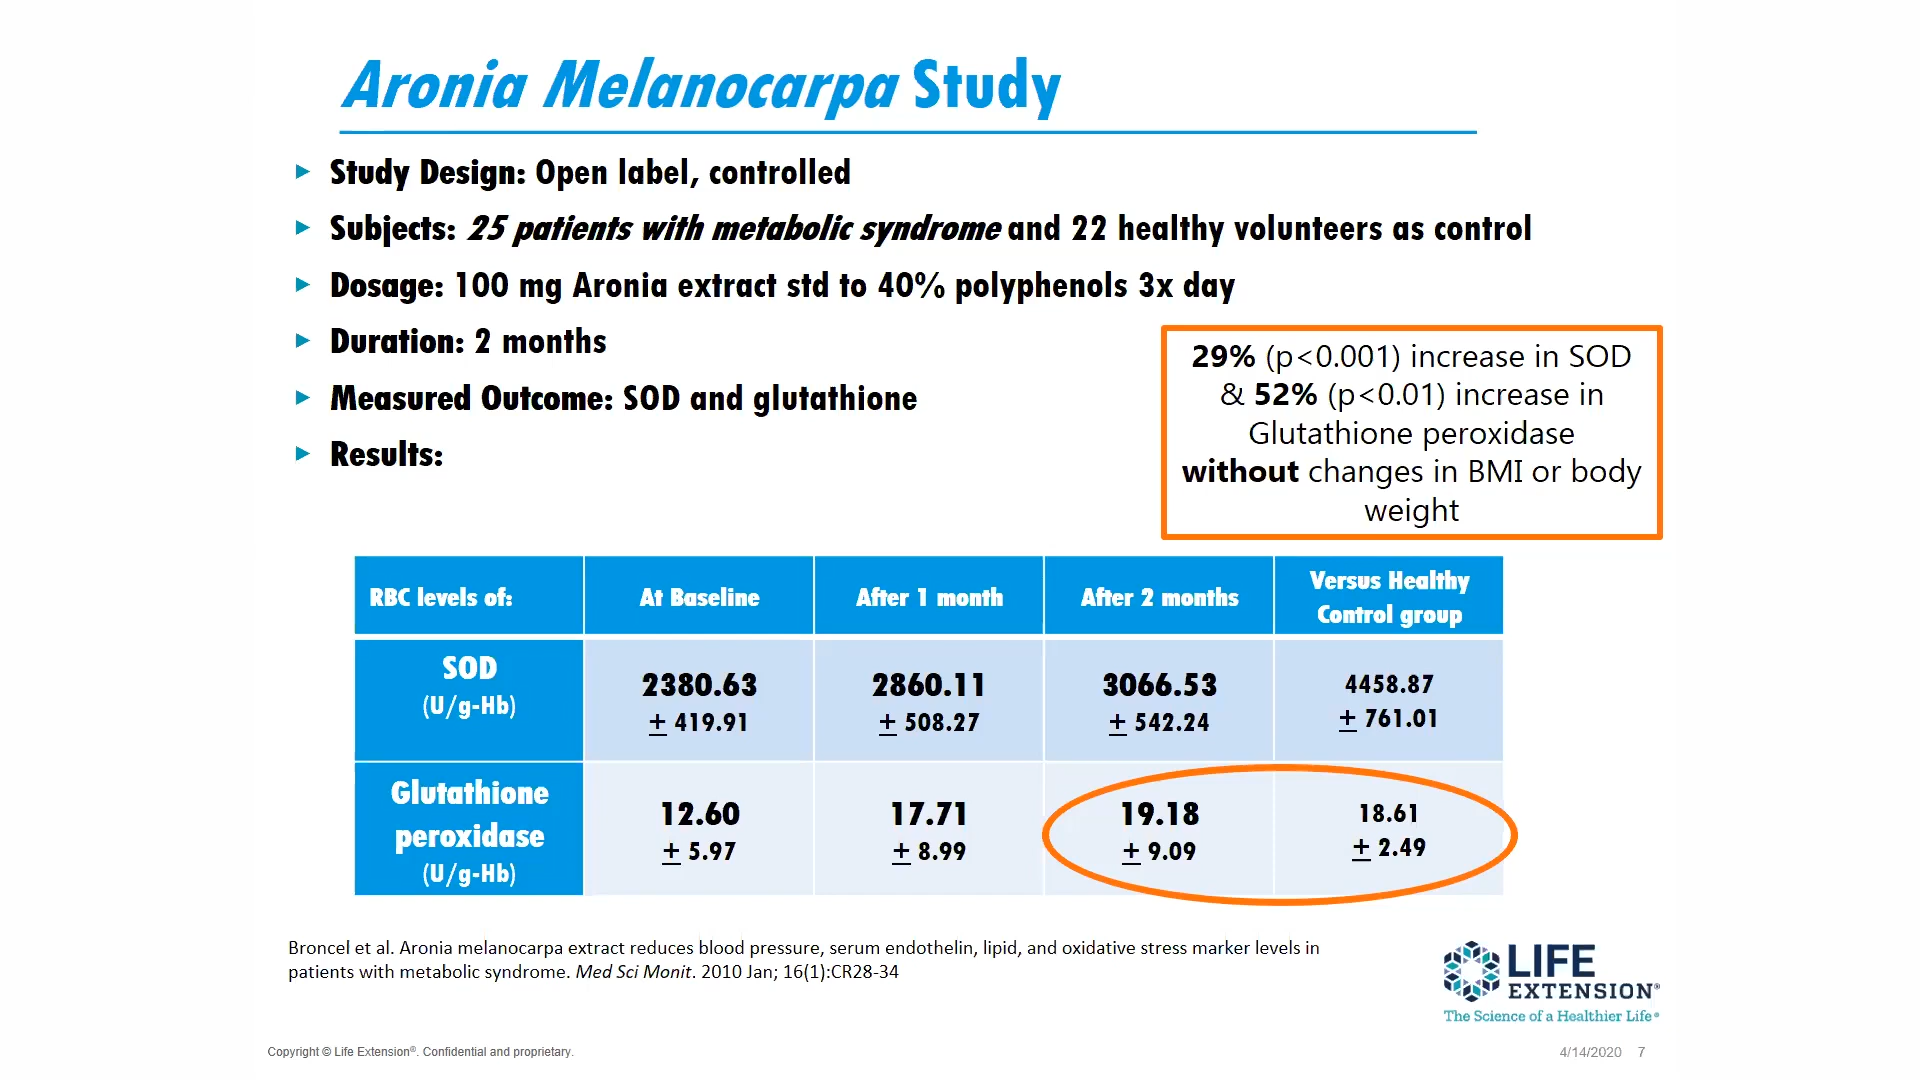 Aronia Melanocarpa Study
▶ Study Design: Open label, controlled
▶ Subjects: 25 patients with metabolic syndrome and 22 healthy volunteers as control
▶ Dosage: 100 mg Aronia extract std to 40% polyphenols 3x day
▶ Duration: 2 months
▶ Measured Outcome: SOD and glutathione
▶ Results:
29% (p<0.001) increase in SOD
& 52% (p<0.01) increase in
Glutathione peroxidase
without changes in BMI or body
weight
RBC levels of: At Baseline After 1 month After 2 months Versus Healthy
Control group
SOD
(U/g-Hb)
2380.63 2860.11 3066.53 4458.87
± 419.91 ± 508.27 ± 542.24 ± 761.01
Glutathione
peroxidase
(U/g-Hb)
12.60 17.71 19.18 18.61
± 5.97 ± 8.99 ± 9.09 ± 2.49
Broncel et al. Aronia melanocarpa extract reduces blood pressure, serum endothelin, lipid, and oxidative stress marker levels in
patients with metabolic syndrome. Med Sci Monit. 2010 Jan; 16(1):CR28-34
LIFE
EXTENSION®
The Science of a Healthier Life®
Copyright © Life Extension®. Confidential and proprietary.
4/14/2020 7